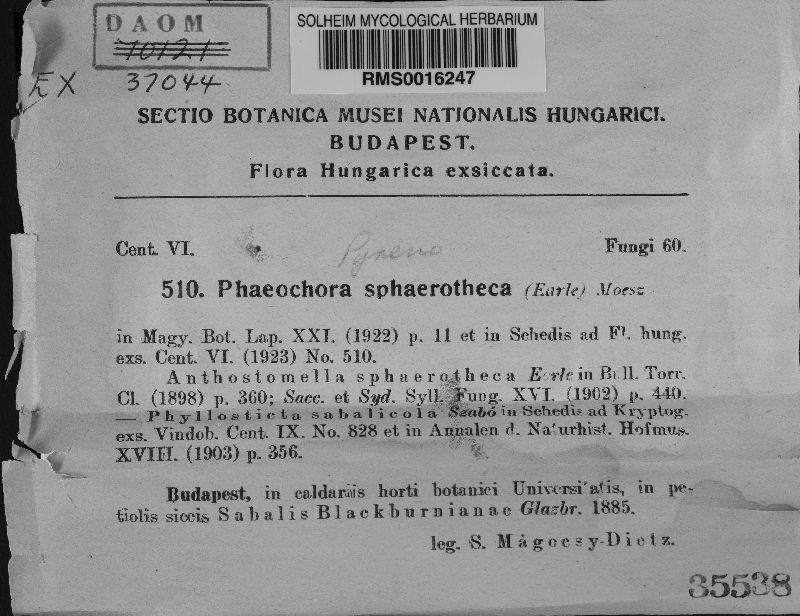 DAOM
70121
37044
EX
SOLHEIM MYCOLOGICAL HERBARIUM
RMS0016247
SECTIO BOTANICA MUSEI NATIONALIS HUNGARICI.
BUDAPEST.
Flora Hungarica exsiccata.
Cent. VI.
Pyreno
Fungi 60.
510. Phaeochora sphaerotheca (Earle) Moesz
in Magy. Bot. Lap. XXI. (1922) p. 11 et in Schedis ad Fl. hung.
exs. Cent. VI. (1923) No. 510.
Anthostomella sphaerotheca Earle in Bull. Torr.
Cl. (1898) p. 360; Sacc. et Syd. Syll. Fung. XVI. (1902) p. 440.
— Phyllosticta sabalicola Szabó in Schedis ad Kryptog.
exs. Vindob. Cent. IX. No. 828 et in Annalen d. Naturhist. Hofmus.
XVIII. (1903) p. 356.
Budapest, in caldariis horti botanici Universitatis, in pe-
tiolis siccis Sabalis Blackburnianae Glazbr. 1885.
leg. S. Mágocsy-Dietz.
35538